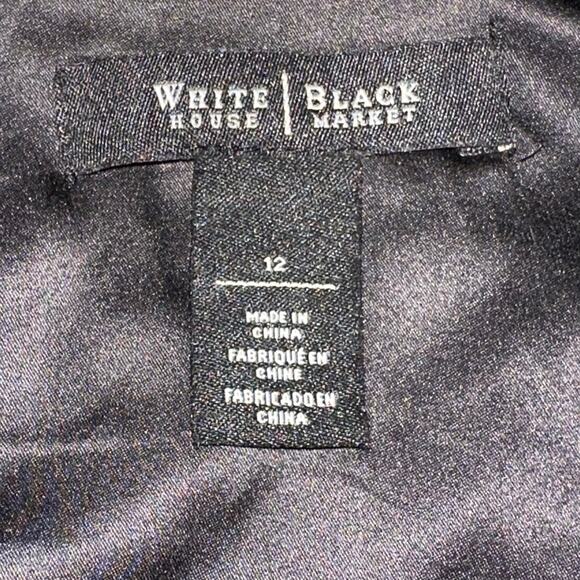 WHITE | BLACK
HOUSE MARKET
12
MADE IN
CHINA
FABRIQUÉ EN
CHINE
FABRICADO EN
CHINA